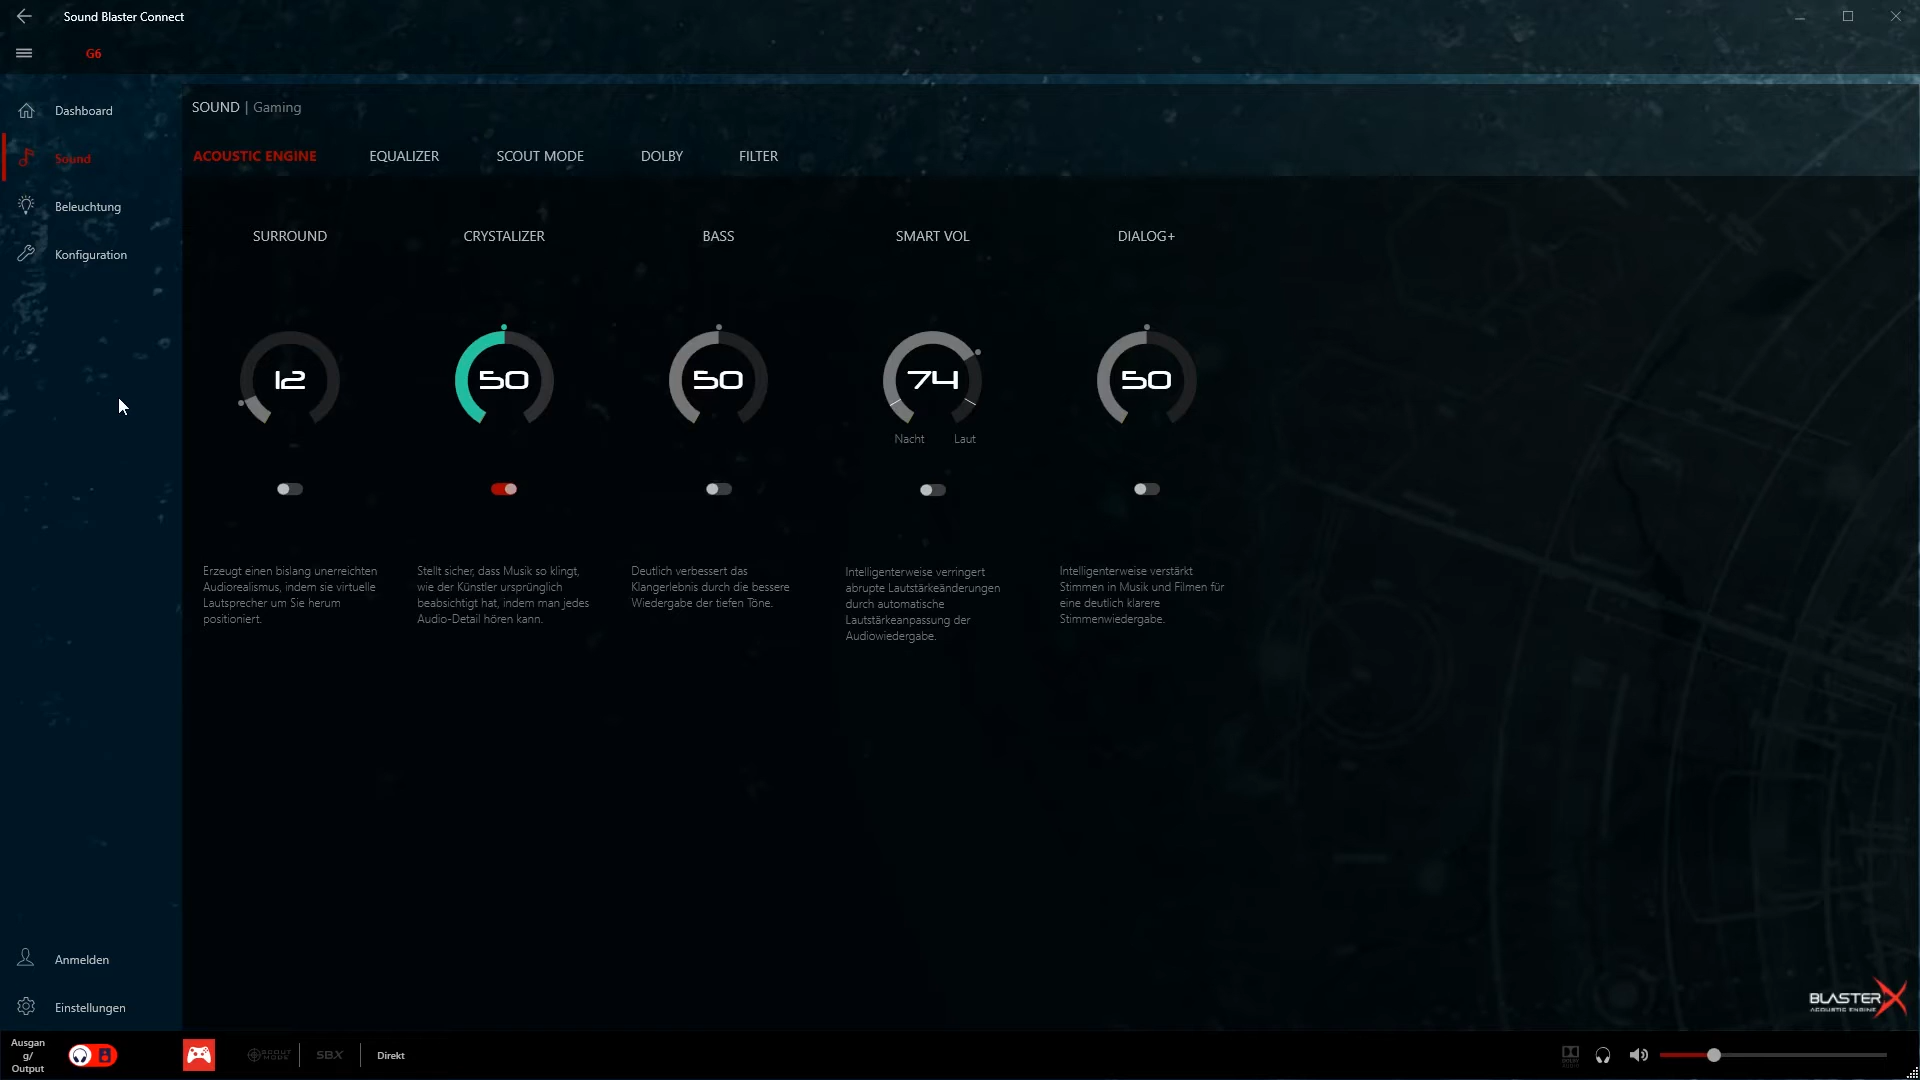 Sound Blaster Connect
G6
Dashboard
Sound
Beleuchtung
Konfiguration
SOUND | Gaming
ACOUSTIC ENGINE
EQUALIZER
SCOUT MODE
DOLBY
FILTER
SURROUND
CRYSTALIZER
BASS
SMART VOL
DIALOG+
12
50
50
74
50
Nacht
Laut
Erzeugt einen bislang unerreichten
Audiorealismus, indem sie virtuelle
Lautsprecher um Sie herum
positioniert.
Stellt sicher, dass Musik so klingt,
wie der Künstler ursprünglich
beabsichtigt hat, indem man jedes
Audio-Detail hören kann.
Deutlich verbessert das
Klangerlebnis durch die bessere
Wiedergabe der tiefen Töne.
Intelligenterweise verringert
abrupte Lautstärkeänderungen
durch automatische
Lautstärkeanpassung der
Audiowiedergabe.
Intelligenterweise verstärkt
Stimmen in Musik und Filmen für
eine deutlich klarere
Stimmenwiedergabe.
Anmelden
Einstellungen
BLASTERX
ACOUSTIC ENGINE
Ausgan
g/
Output
SCOUT
MODE
SBX
Direkt